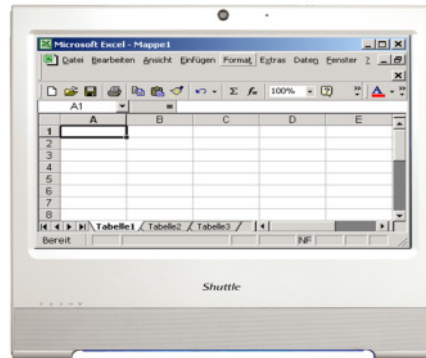 Microsoft Excel - Mappe1
Datei Bearbeiten Ansicht Einfügen Format Extras Daten Fenster ?
Σ fx 100% ? A
A1 =
A B C D E
1
2
3
4
5
6
7
8
Tabelle1 Tabelle2 Tabelle3
Bereit NF
Shuttle